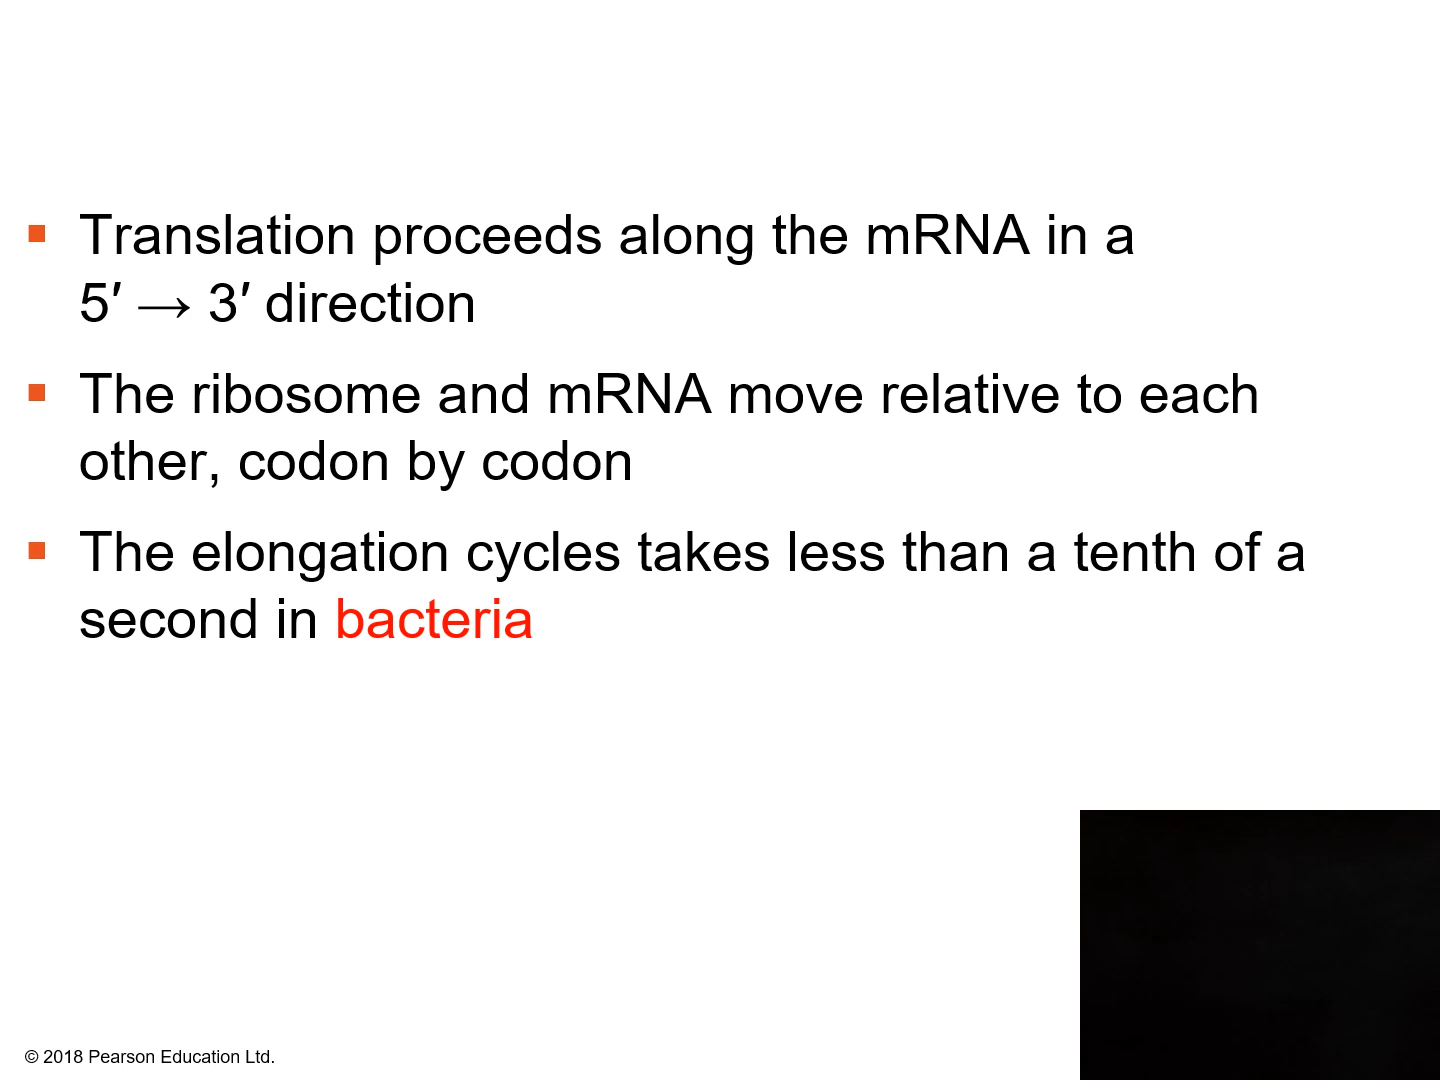 Translation proceeds along the mRNA in a
5′ → 3′ direction
The ribosome and mRNA move relative to each
other, codon by codon
The elongation cycles takes less than a tenth of a
second in bacteria
© 2018 Pearson Education Ltd.